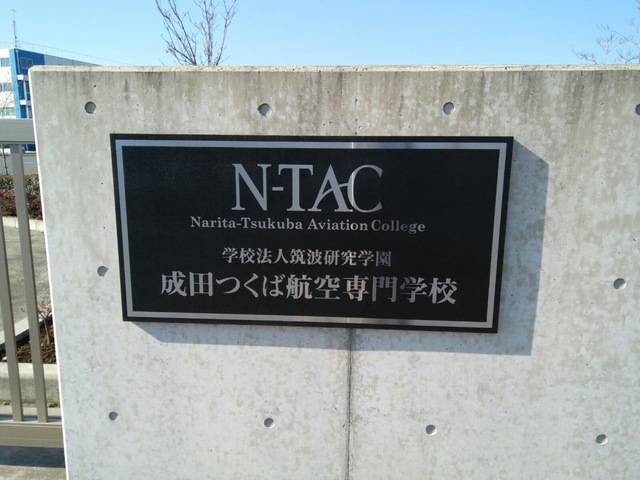 N-TAC
Narita-Tsukuba Aviation College
学校法人筑波研究学園
成田つくば航空専門学校